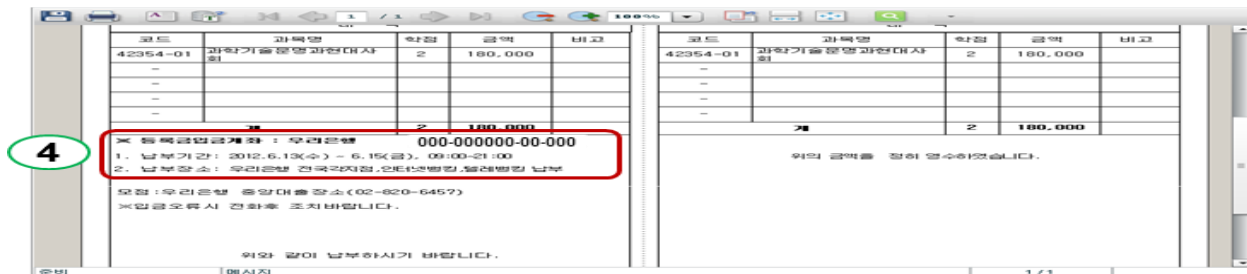 1 / 1 100%
코드 과목명 학점 금액 비고
42354-01 과학기술문명과현대사회 2 180,000
-
-
-
-
계 2 180,000
※ 등록금입금계좌 : 우리은행 000-000000-00-000
1. 납부기간: 2012.6.13(수) - 6.15(금), 09:00-21:00
2. 납부장소: 우리은행 전국각지점,인터넷뱅킹,텔레뱅킹 납부
4
모점:우리은행 중앙대출장소(02-820-6457)
※입금오류시 전화후 조치바랍니다.
위와 같이 납부하시기 바랍니다.
코드 과목명 학점 금액 비고
42354-01 과학기술문명과현대사회 2 180,000
-
-
-
-
계 2 180,000
위의 금액을 정히 영수하였습니다.
준비 메시지 1/1